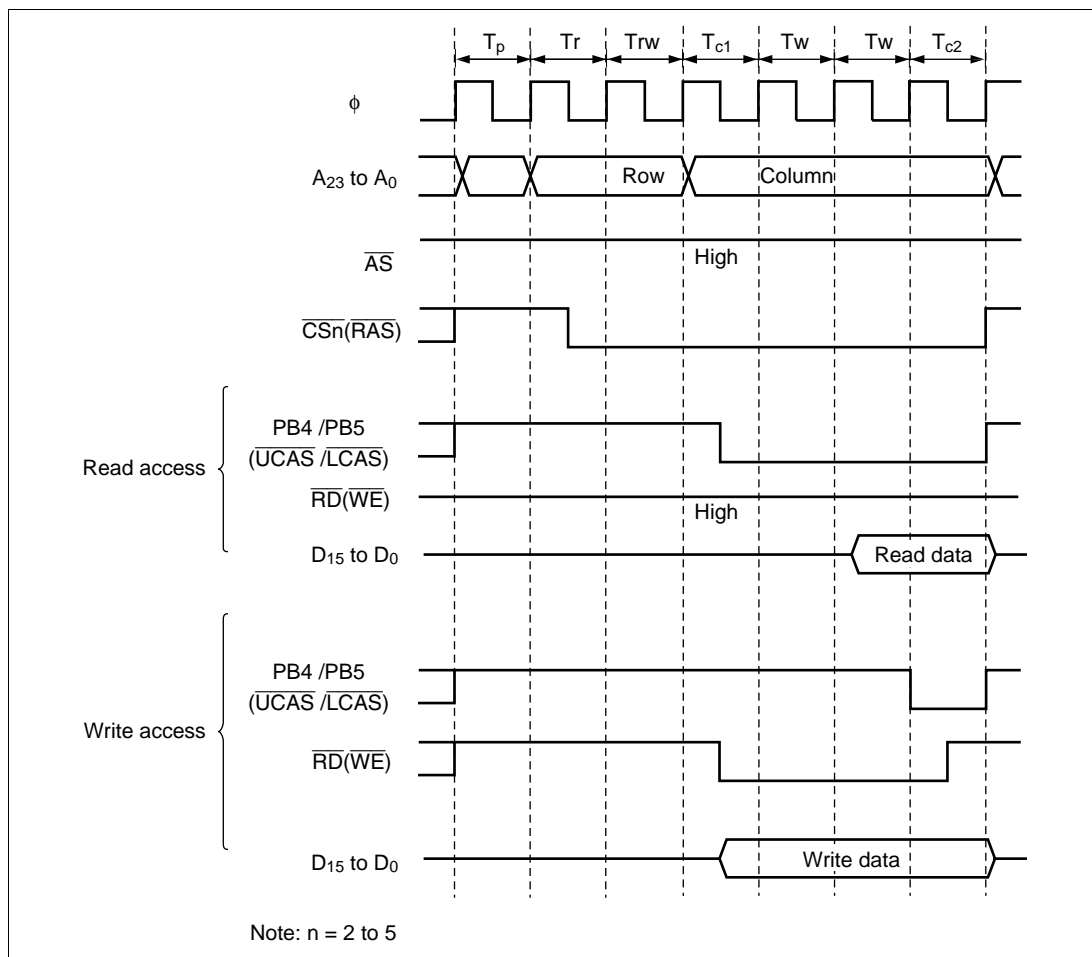 Tp Tr Trw Tc1 Tw Tw Tc2
φ
A23 to A0 Row Column
AS High
CSn(RAS)
Read access
PB4 /PB5
(UCAS /LCAS)
RD(WE) High
D15 to D0 Read data
Write access
PB4 /PB5
(UCAS /LCAS)
RD(WE)
D15 to D0 Write data
Note: n = 2 to 5